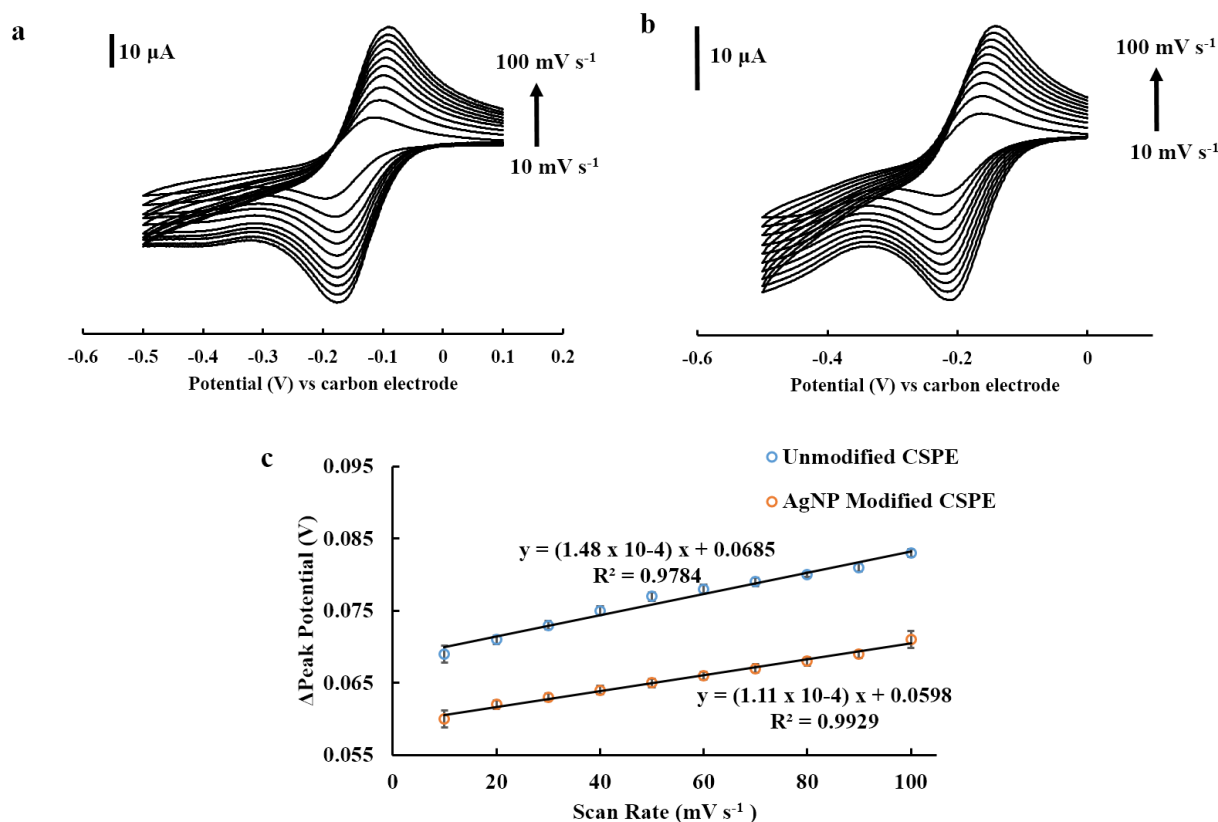 a
10 µA
100 mV s⁻¹
10 mV s⁻¹
-0.6 -0.5 -0.4 -0.3 -0.2 -0.1 0 0.1 0.2
Potential (V) vs carbon electrode
b
10 µA
100 mV s⁻¹
10 mV s⁻¹
-0.6 -0.4 -0.2 0
Potential (V) vs carbon electrode
c
Unmodified CSPE
AgNP Modified CSPE
0.095
0.085
0.075
0.065
0.055
ΔPeak Potential (V)
y = (1.48 x 10-4) x + 0.0685
R² = 0.9784
y = (1.11 x 10-4) x + 0.0598
R² = 0.9929
0 20 40 60 80 100
Scan Rate (mV s⁻¹ )